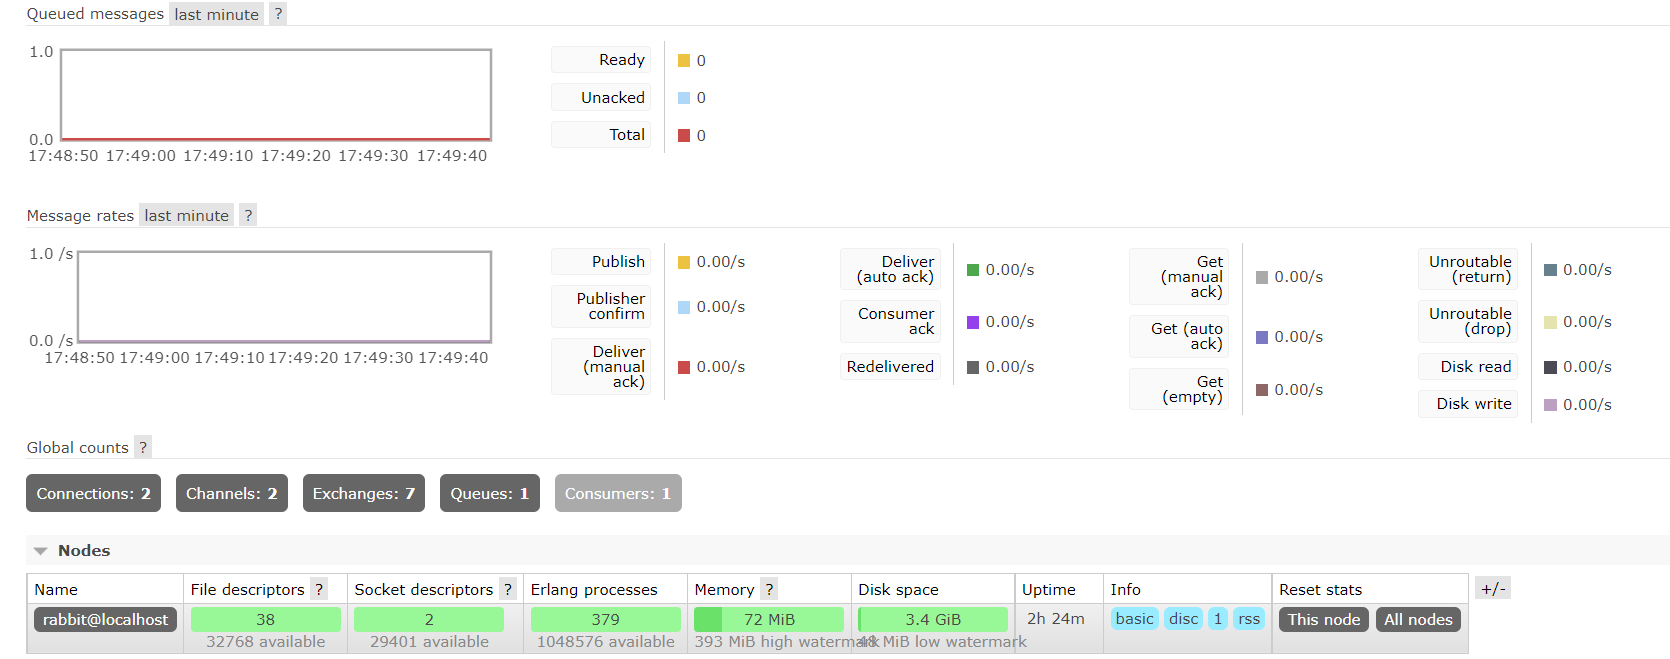 Queued messages last minute ?
1.0
0.0
17:48:50 17:49:00 17:49:10 17:49:20 17:49:30 17:49:40
Ready 0
Unacked 0
Total 0
Message rates last minute ?
1.0 /s
0.0 /s
17:48:50 17:49:00 17:49:10 17:49:20 17:49:30 17:49:40
Publish 0.00/s
Publisher
confirm 0.00/s
Deliver
(manual
ack) 0.00/s
Deliver
(auto ack) 0.00/s
Consumer
ack 0.00/s
Redelivered 0.00/s
Get
(manual
ack) 0.00/s
Get (auto
ack) 0.00/s
Get
(empty) 0.00/s
Unroutable
(return) 0.00/s
Unroutable
(drop) 0.00/s
Disk read 0.00/s
Disk write 0.00/s
Global counts ?
Connections: 2 Channels: 2 Exchanges: 7 Queues: 1 Consumers: 1
Nodes
Name File descriptors ? Socket descriptors ? Erlang processes Memory ? Disk space Uptime Info Reset stats +/-
rabbit@localhost 38 2 379 72 MiB 3.4 GiB 2h 24m basic disc 1 rss This node All nodes
32768 available 29401 available 1048576 available 393 MiB high watermark 48 MiB low watermark